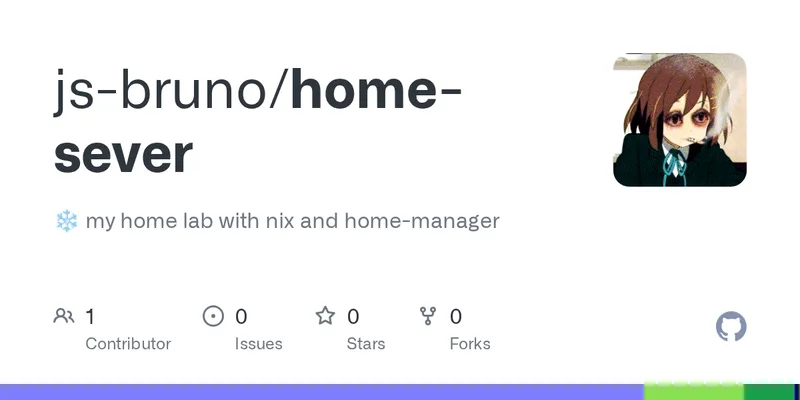 js-bruno/home-
sever
❄️ my home lab with nix and home-manager
1 0 0 0
Contributor Issues Stars Forks